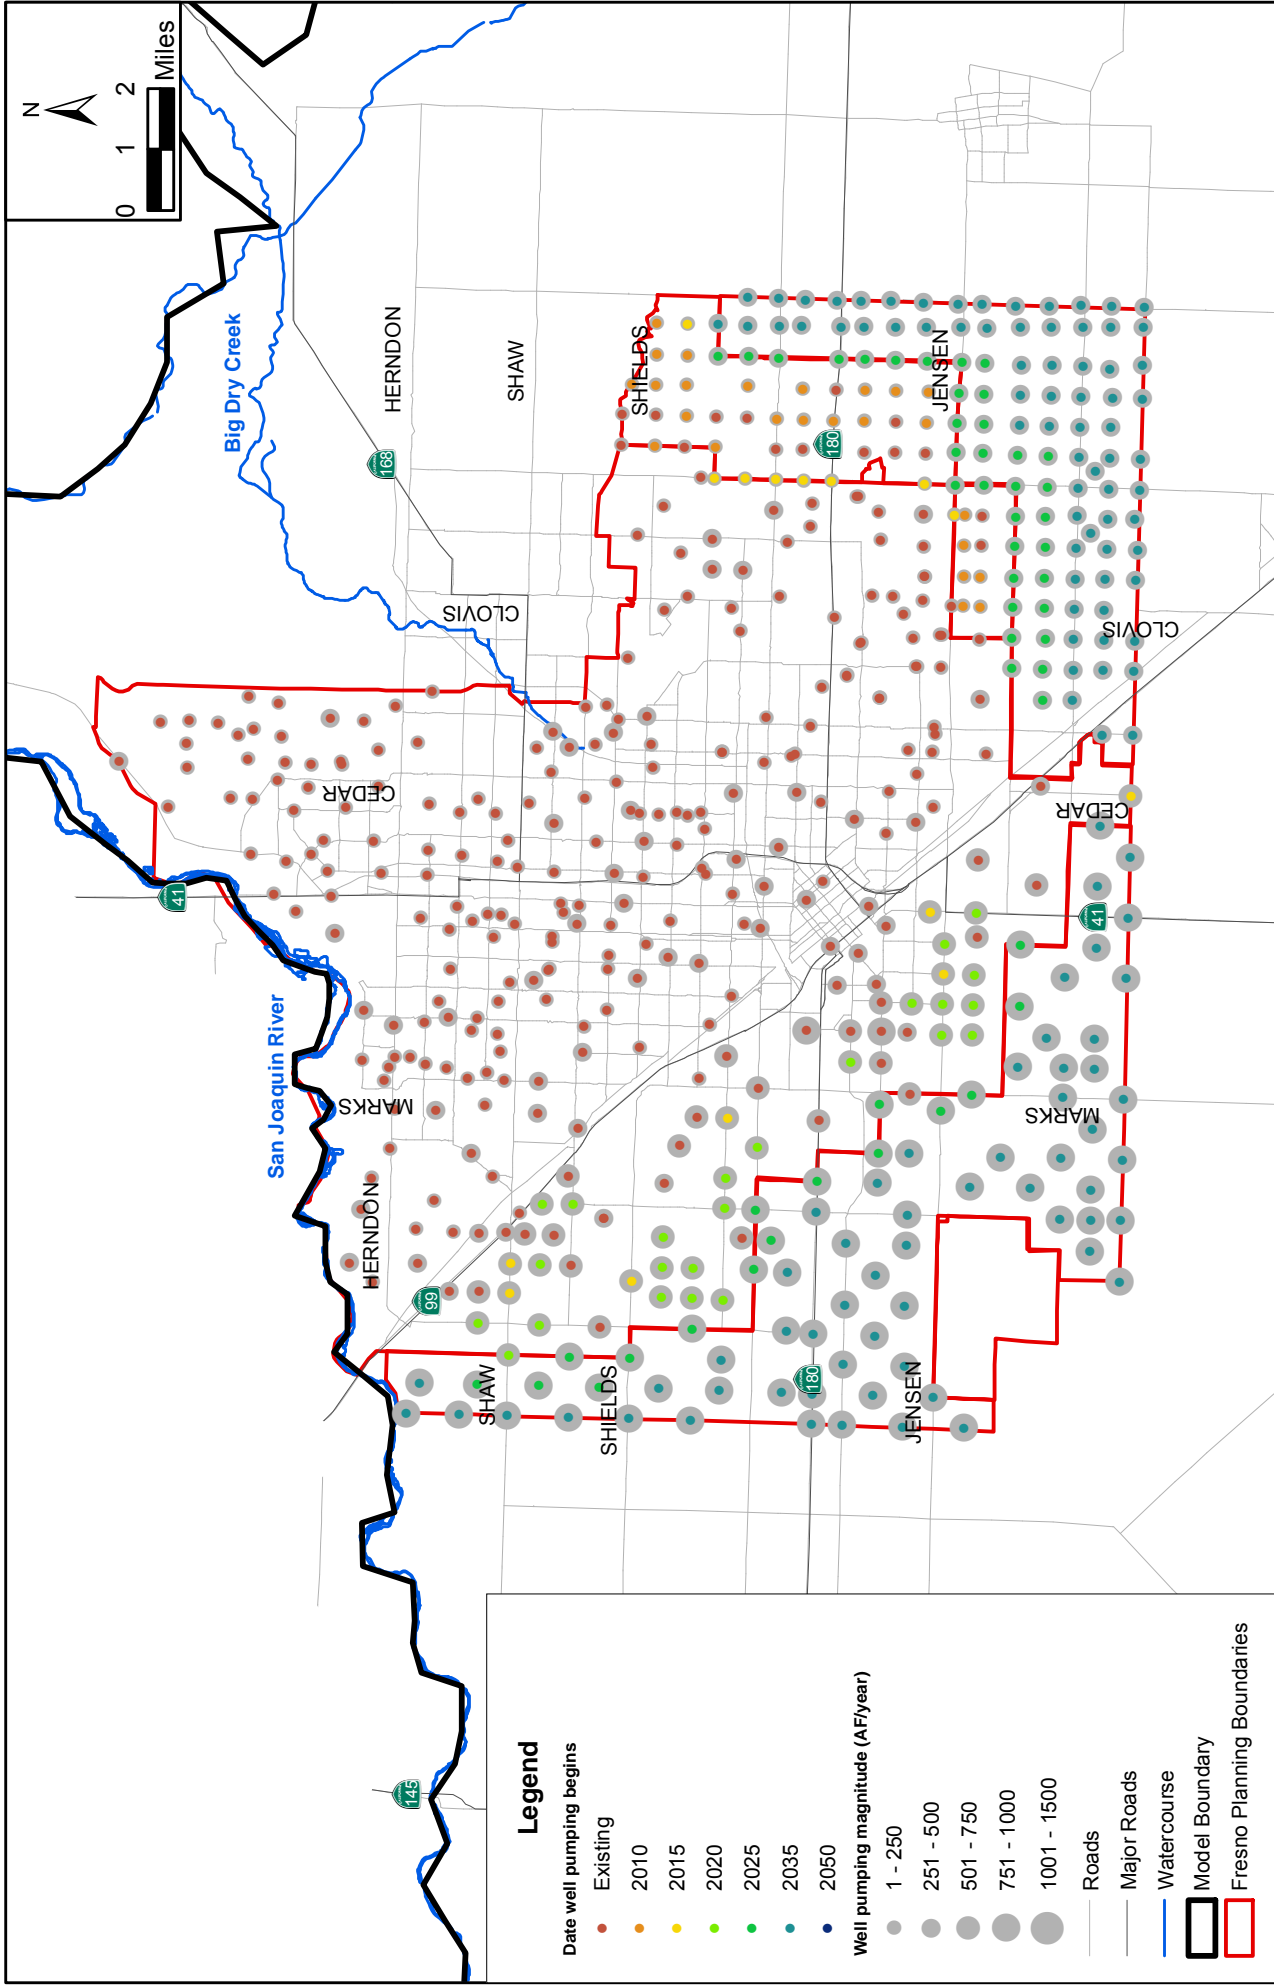 N
0 1 2
Miles
Big Dry Creek
HERNDON
SHAW
168
SHIELDS
JENSEN
180
CLOVIS
CLOVIS
CEDAR
CEDAR
41
41
San Joaquin River
MARKS
MARKS
HERNDON
99
SHAW
SHIELDS
180
JENSEN
145
Legend
Date well pumping begins
Existing
2010
2015
2020
2025
2035
2050
Well pumping magnitude (AF/year)
1 - 250
251 - 500
501 - 750
751 - 1000
1001 - 1500
Roads
Major Roads
Watercourse
Model Boundary
Fresno Planning Boundaries